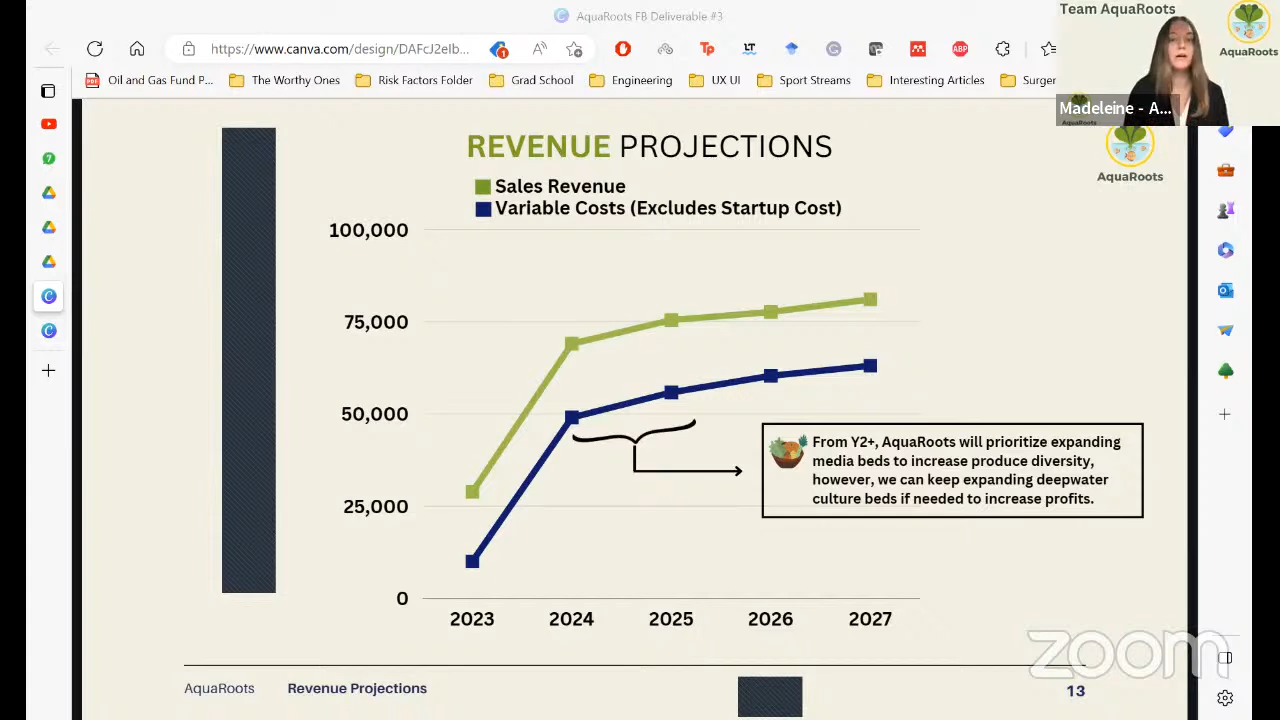 AquaRoots FB Deliverable #3
Team AquaRoots
AquaRoots
https://www.canva.com/design/DAFcJ2eIb...
Oil and Gas Fund P...
The Worthy Ones
Risk Factors Folder
Grad School
Engineering
UX UI
Sport Streams
Interesting Articles
Surger
Madeleine - A...
AquaRoots
AquaRoots
REVENUE PROJECTIONS
Sales Revenue
Variable Costs (Excludes Startup Cost)
100,000
75,000
50,000
25,000
0
2023 2024 2025 2026 2027
From Y2+, AquaRoots will prioritize expanding
media beds to increase produce diversity,
however, we can keep expanding deepwater
culture beds if needed to increase profits.
AquaRoots Revenue Projections 13
zoom